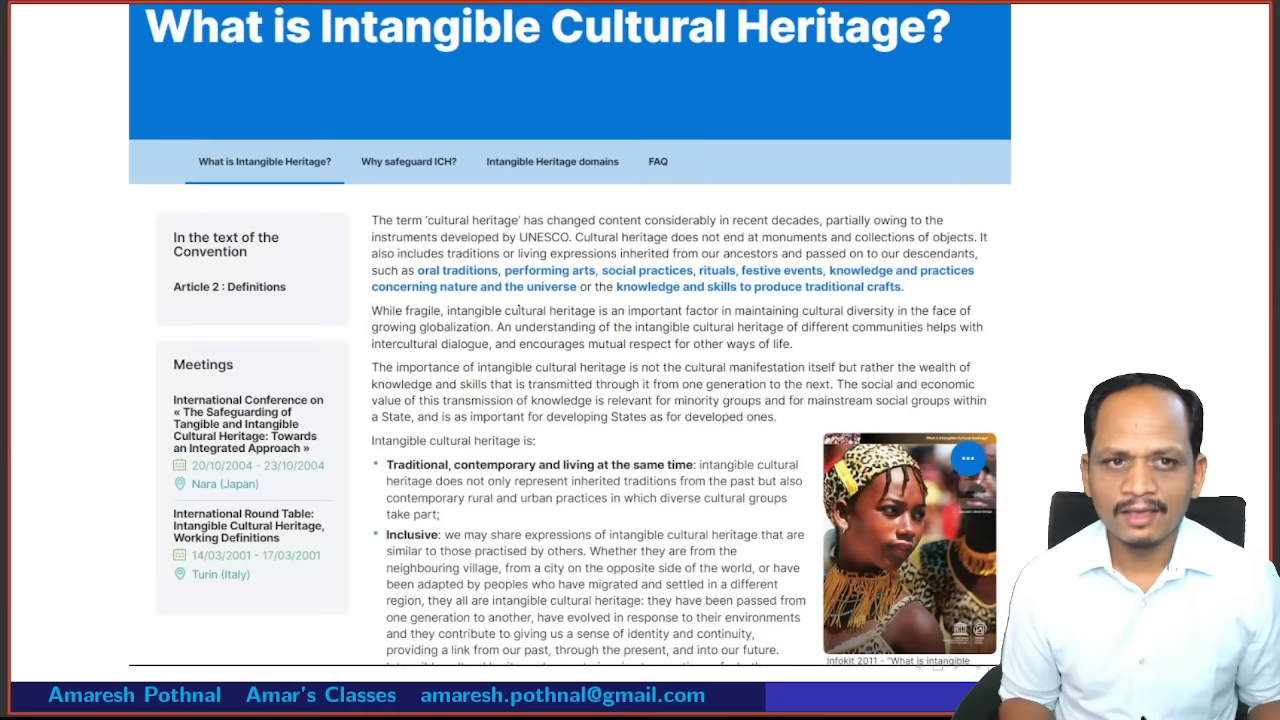 What is Intangible Cultural Heritage?
What is Intangible Heritage? Why safeguard ICH? Intangible Heritage domains FAQ
In the text of the
Convention
Article 2 : Definitions
Meetings
International Conference on
« The Safeguarding of
Tangible and Intangible
Cultural Heritage: Towards
an Integrated Approach »
20/10/2004 - 23/10/2004
Nara (Japan)
International Round Table:
Intangible Cultural Heritage,
Working Definitions
14/03/2001 - 17/03/2001
Turin (Italy)
The term ‘cultural heritage’ has changed content considerably in recent decades, partially owing to the
instruments developed by UNESCO. Cultural heritage does not end at monuments and collections of objects. It
also includes traditions or living expressions inherited from our ancestors and passed on to our descendants,
such as oral traditions, performing arts, social practices, rituals, festive events, knowledge and practices
concerning nature and the universe or the knowledge and skills to produce traditional crafts.
While fragile, intangible cultural heritage is an important factor in maintaining cultural diversity in the face of
growing globalization. An understanding of the intangible cultural heritage of different communities helps with
intercultural dialogue, and encourages mutual respect for other ways of life.
The importance of intangible cultural heritage is not the cultural manifestation itself but rather the wealth of
knowledge and skills that is transmitted through it from one generation to the next. The social and economic
value of this transmission of knowledge is relevant for minority groups and for mainstream social groups within
a State, and is as important for developing States as for developed ones.
Intangible cultural heritage is:
• Traditional, contemporary and living at the same time: intangible cultural
heritage does not only represent inherited traditions from the past but also
contemporary rural and urban practices in which diverse cultural groups
take part;
• Inclusive: we may share expressions of intangible cultural heritage that are
similar to those practised by others. Whether they are from the
neighbouring village, from a city on the opposite side of the world, or have
been adapted by peoples who have migrated and settled in a different
region, they all are intangible cultural heritage: they have been passed from
one generation to another, have evolved in response to their environments
and they contribute to giving us a sense of identity and continuity,
providing a link from our past, through the present, and into our future.
What is Intangible Cultural Heritage?
Infokit 2011 - “What is intangible
Amaresh Pothnal Amar's Classes amaresh.pothnal@gmail.com